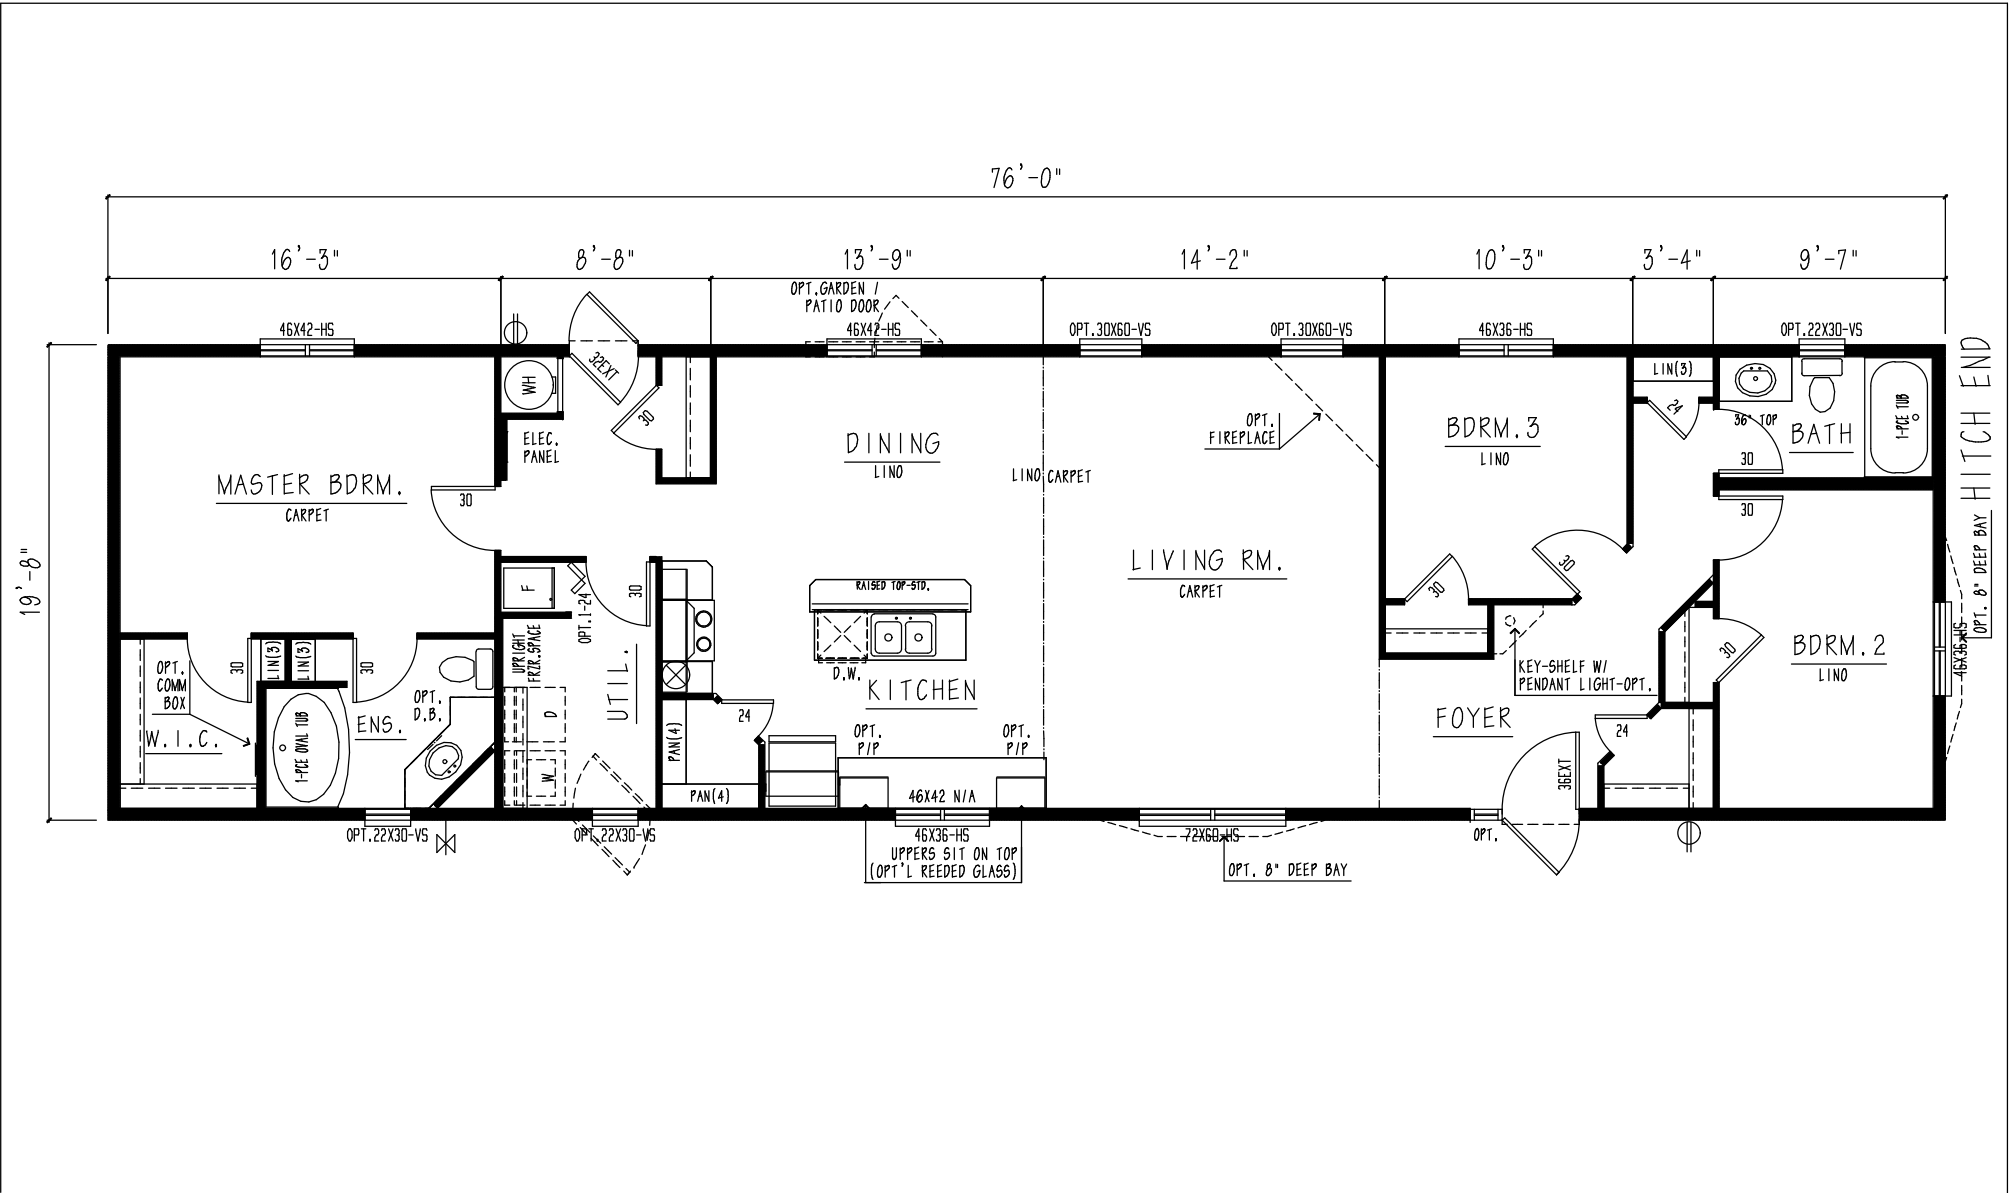 76'-0"
16'-3"
8'-8"
13'-9"
14'-2"
10'-3"
3'-4"
9'-7"
OPT.GARDEN /
PATIO DOOR
46X42-HS
46X42-HS
OPT.30X60-VS
OPT.30X60-VS
46X36-HS
OPT.22X30-VS
19'-8"
HITCH END
WH
32EXT
30
ELEC.
PANEL
MASTER BDRM.
CARPET
30
DINING
LINO
LINO
CARPET
OPT.
FIREPLACE
BDRM.3
LINO
LIN(3)
24
36" TOP
BATH
1-PCE TUB
30
30
OPT. 8" DEEP BAY
46X36-HS
F
OPT.1-24
30
RAISED TOP-STD.
D.W.
KITCHEN
LIVING RM.
CARPET
30
30
KEY-SHELF W/
PENDANT LIGHT-OPT.
30
BDRM.2
LINO
OPT.
COMM
BOX
W.I.C.
30
LIN(3)
LIN(3)
30
1-PCE OVAL TUB
ENS.
OPT.
D.B.
UPRIGHT
FRZR.SPACE
D
W
UTIL.
PAN(4)
24
PAN(4)
OPT.
P/P
OPT.
P/P
46X42 N/A
FOYER
24
36EXT
OPT.22X30-VS
OPT.22X30-VS
46X36-HS
UPPERS SIT ON TOP
(OPT'L REEDED GLASS)
72X60-HS
OPT. 8" DEEP BAY
OPT.